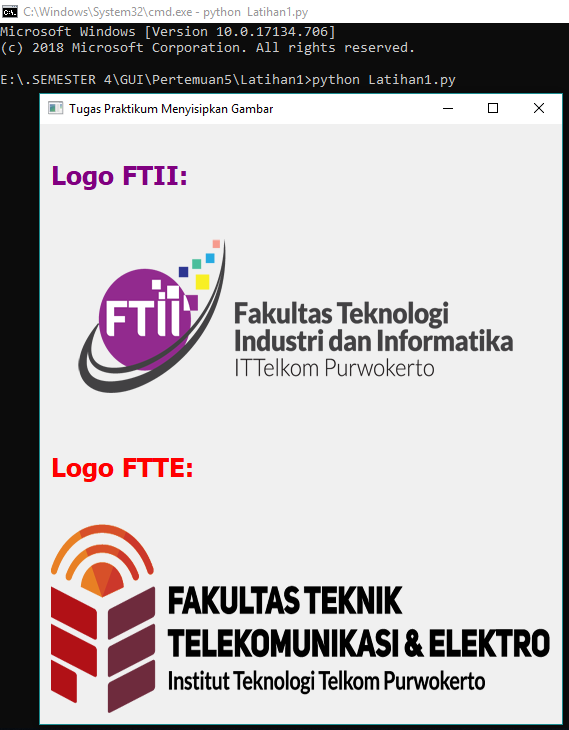 C:\Windows\System32\cmd.exe - python  Latihan1.py
Microsoft Windows [Version 10.0.17134.706]
(c) 2018 Microsoft Corporation. All rights reserved.
E:\.SEMESTER 4\GUI\Pertemuan5\Latihan1>python Latihan1.py
Tugas Praktikum Menyisipkan Gambar
Logo FTII:
FTII
Fakultas Teknologi
Industri dan Informatika
ITTelkom Purwokerto
Logo FTTE:
FAKULTAS TEKNIK
TELEKOMUNIKASI & ELEKTRO
Institut Teknologi Telkom Purwokerto